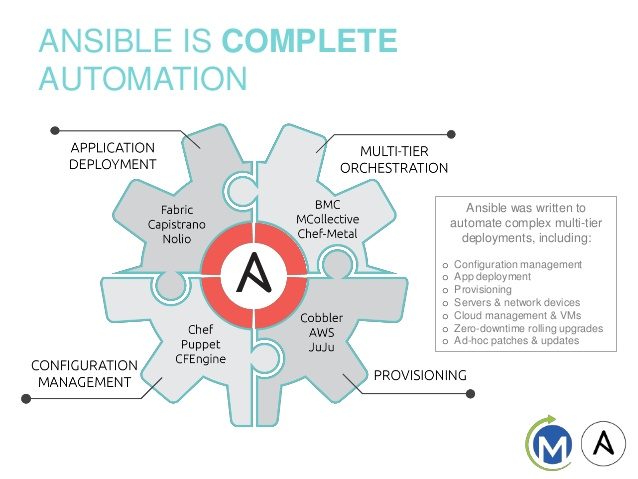 ANSIBLE IS COMPLETE
AUTOMATION
APPLICATION
DEPLOYMENT
MULTI-TIER
ORCHESTRATION
Fabric
Capistrano
Nolio
BMC
MCollective
Chef-Metal
Chef
Puppet
CFEngine
Cobbler
AWS
JuJu
CONFIGURATION
MANAGEMENT
PROVISIONING
Ansible was written to
automate complex multi-tier
deployments, including:
o Configuration management
o App deployment
o Provisioning
o Servers & network devices
o Cloud management & VMs
o Zero-downtime rolling upgrades
o Ad-hoc patches & updates
A
M
A